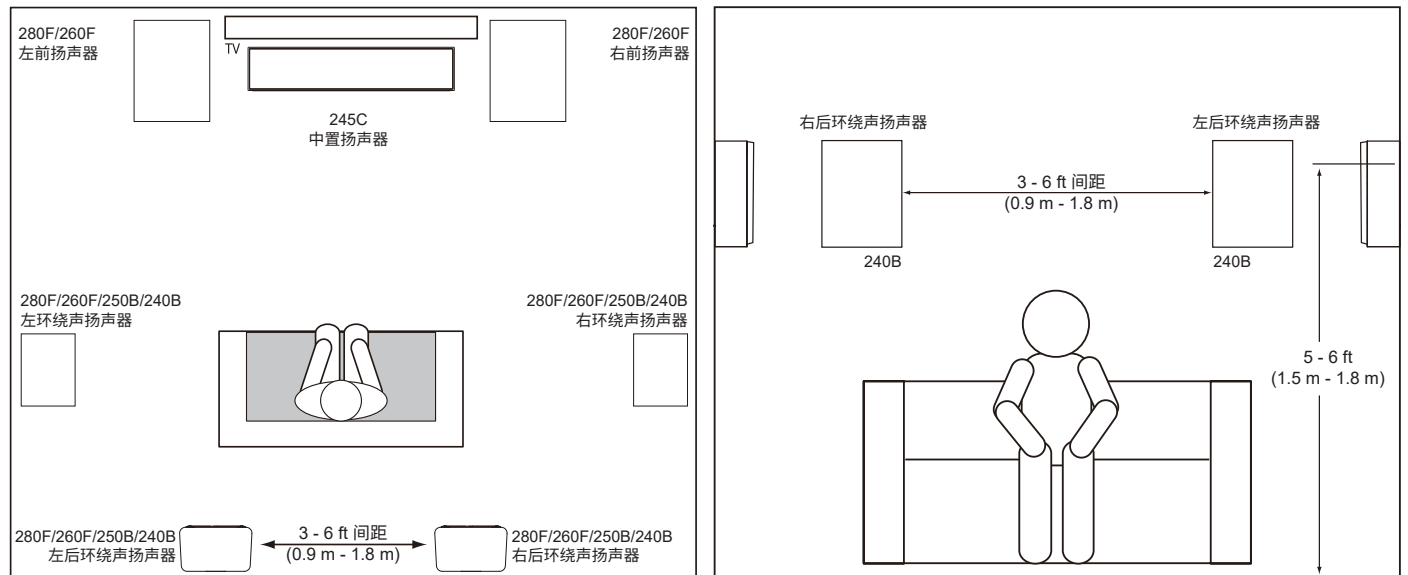 280F/260F
左前扬声器
TV
280F/260F
右前扬声器
245C
中置扬声器
280F/260F/250B/240B
左环绕声扬声器
280F/260F/250B/240B
右环绕声扬声器
280F/260F/250B/240B
左后环绕声扬声器
3 - 6 ft 间距
(0.9 m - 1.8 m)
280F/260F/250B/240B
右后环绕声扬声器
右后环绕声扬声器
左后环绕声扬声器
3 - 6 ft 间距
(0.9 m - 1.8 m)
240B
240B
5 - 6 ft
(1.5 m - 1.8 m)